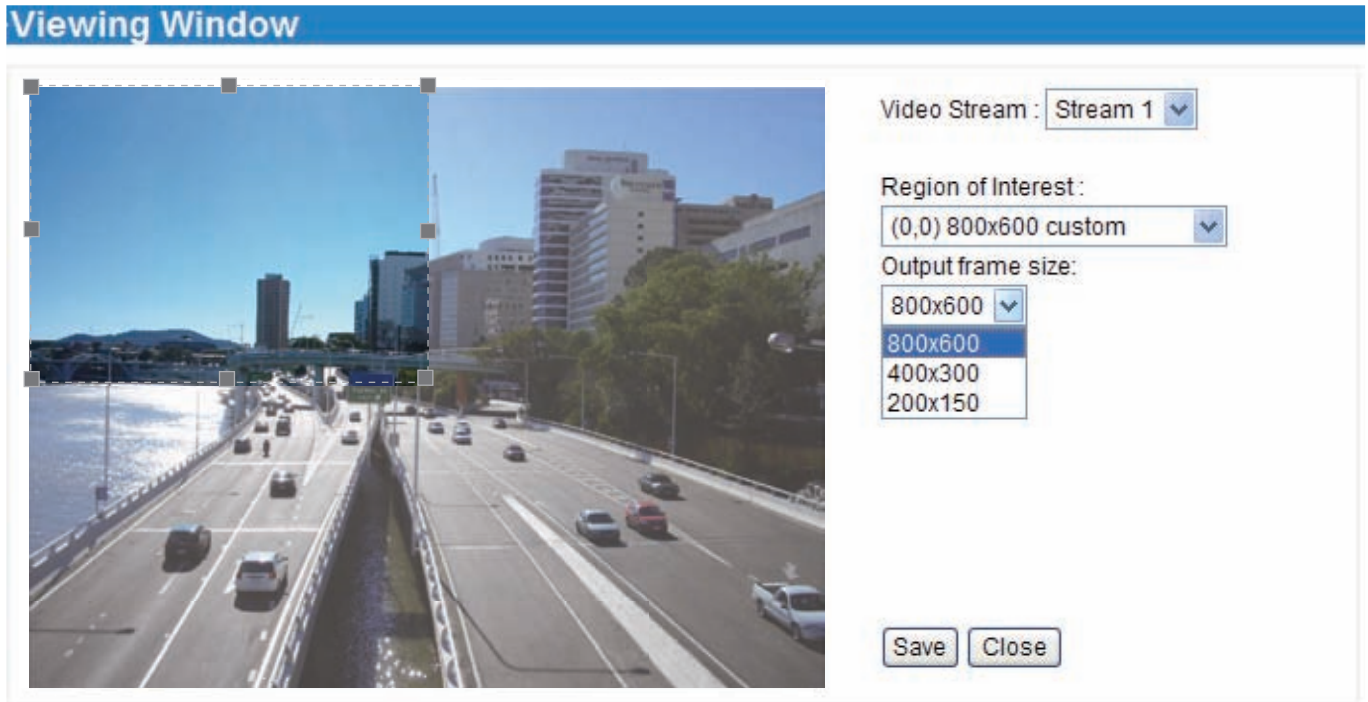 Viewing Window
Video Stream : Stream 1
Region of Interest :
(0,0) 800x600 custom
Output frame size:
800x600
800x600
400x300
200x150
Save Close